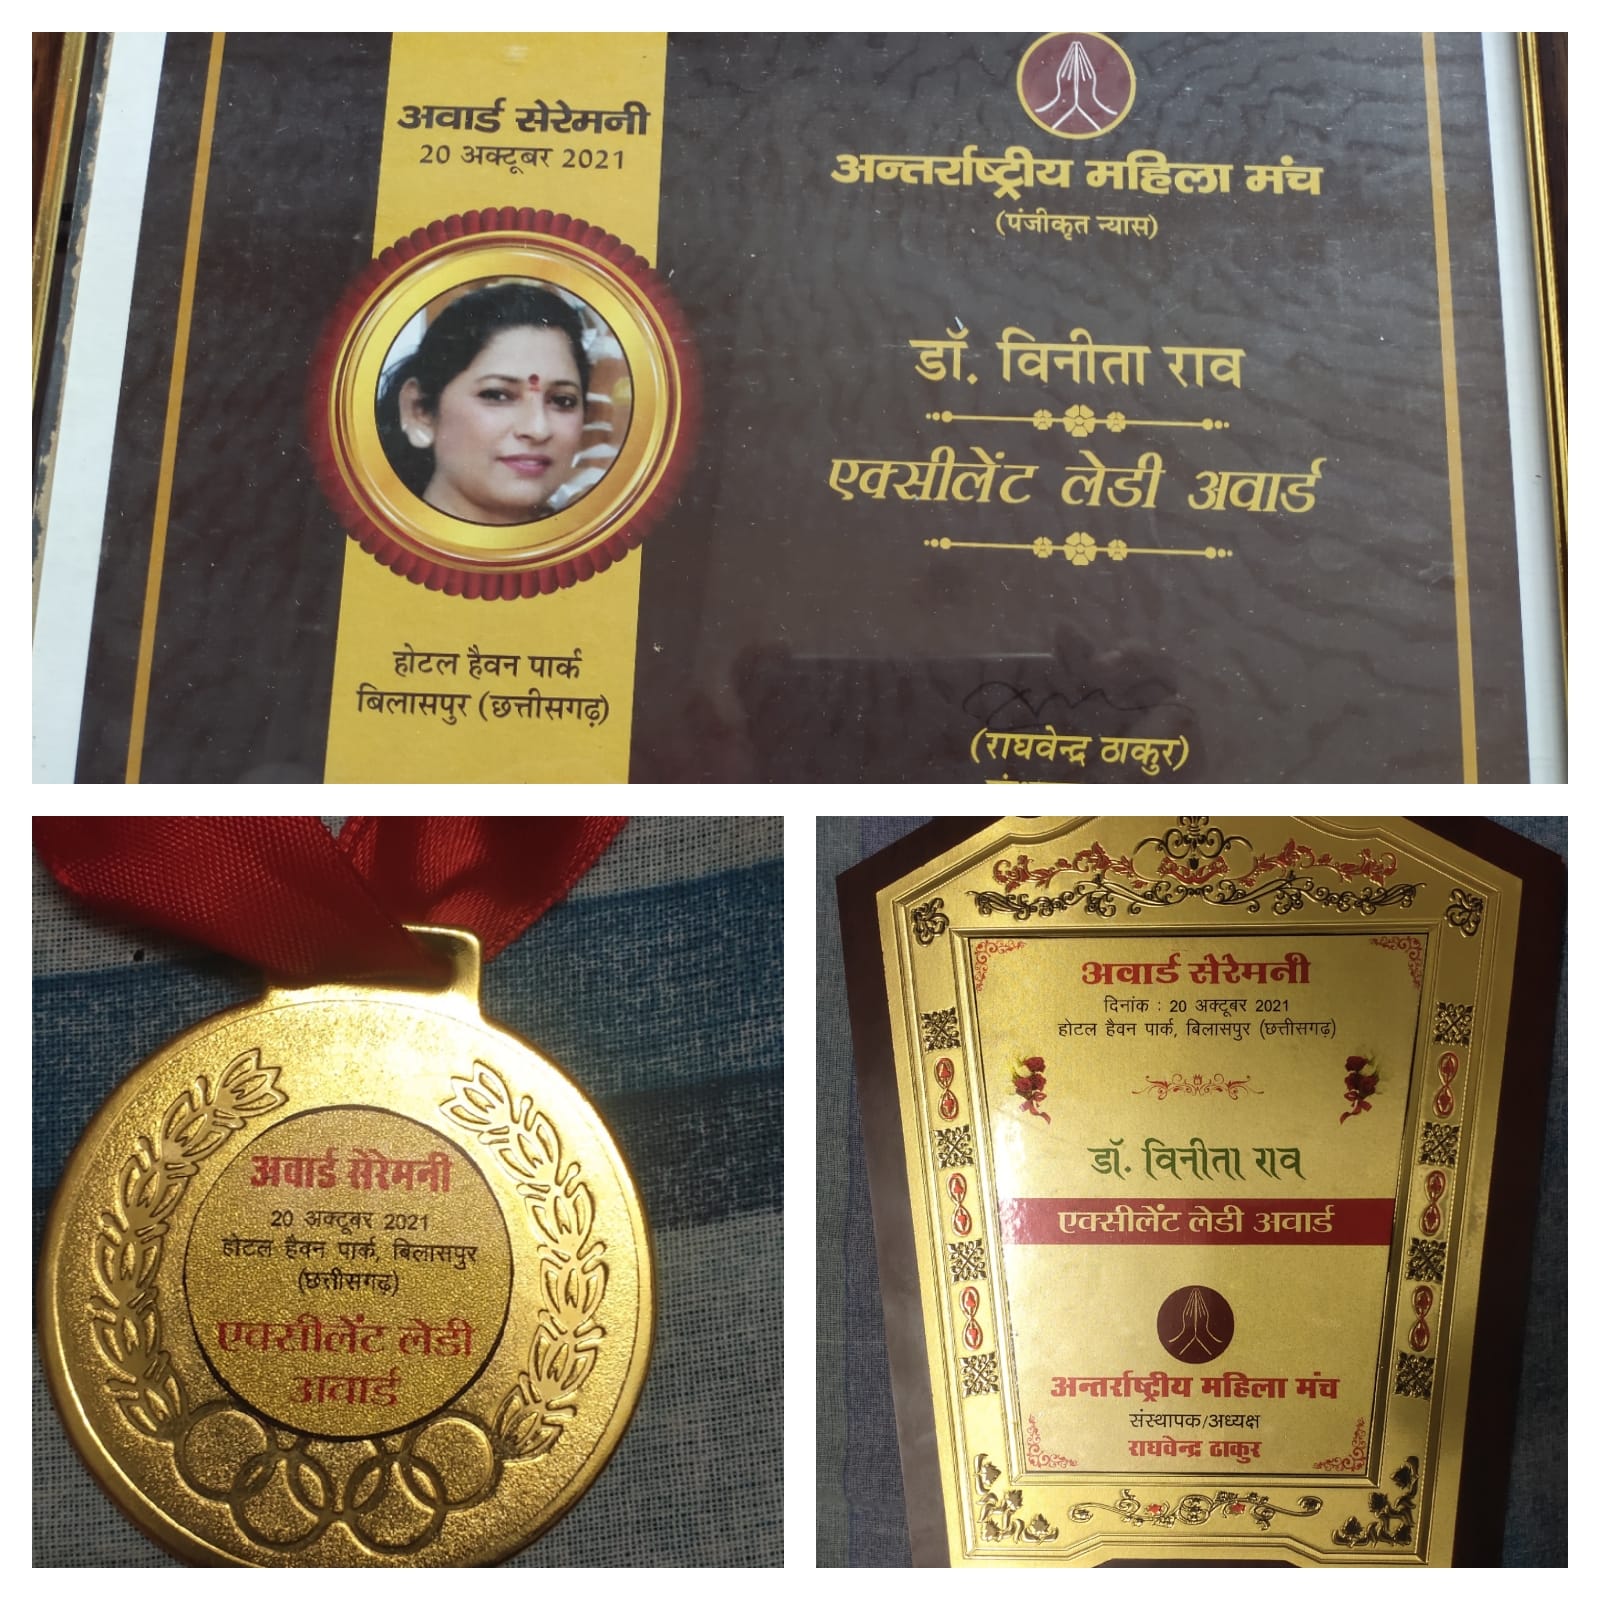 अवार्ड सेरेमनी
20 अक्टूबर 2021
होटल हैवन पार्क
बिलासपुर (छत्तीसगढ़)
अन्तर्राष्ट्रीय महिला मंच
(पंजीकृत न्यास)
डॉ. विनीता राव
एक्सीलेंट लेडी अवार्ड
(राघवेन्द्र ठाकुर)
अवार्ड सेरेमनी
20 अक्टूबर 2021
होटल हैवन पार्क, बिलासपुर
(छत्तीसगढ़)
एक्सीलेंट लेडी
अवार्ड
अवार्ड सेरेमनी
दिनांक : 20 अक्टूबर 2021
होटल हैवन पार्क, बिलासपुर (छत्तीसगढ़)
डॉ. विनीता राव
एक्सीलेंट लेडी अवार्ड
अन्तर्राष्ट्रीय महिला मंच
संस्थापक/अध्यक्ष
राघवेन्द्र ठाकुर